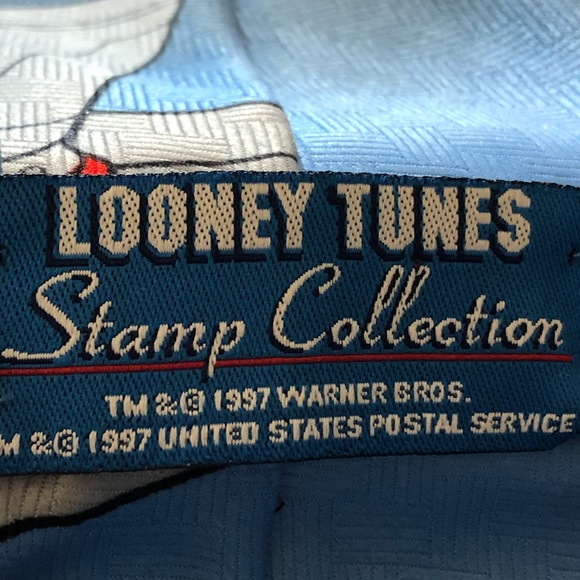 LOONEY TUNES
Stamp Collection
TM & © 1997 WARNER BROS.
M & © 1997 UNITED STATES POSTAL SERVICE